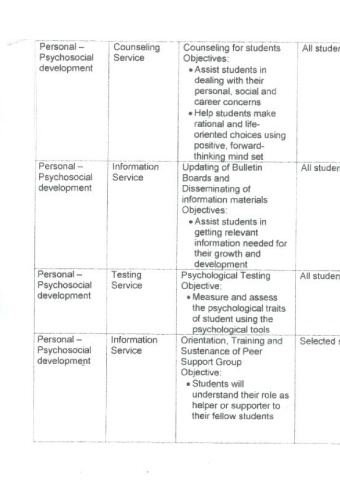 Personal – Counseling Counseling for students All studen
Psychosocial Service Objectives:
development • Assist students in
dealing with their
personal, social and
career concerns
• Help students make
rational and life-
oriented choices using
positive, forward-
thinking mind set
Personal – Information Updating of Bulletin All studen
Psychosocial Service Boards and
development Disseminating of
information materials
Objectives:
• Assist students in
getting relevant
information needed for
their growth and
development
Personal – Testing Psychological Testing All studen
Psychosocial Service Objective:
development • Measure and assess
the psychological traits
of student using the
psychological tools
Personal – Information Orientation, Training and Selected s
Psychosocial Service Sustenance of Peer
development Support Group
Objective:
• Students will
understand their role as
helper or supporter to
their fellow students